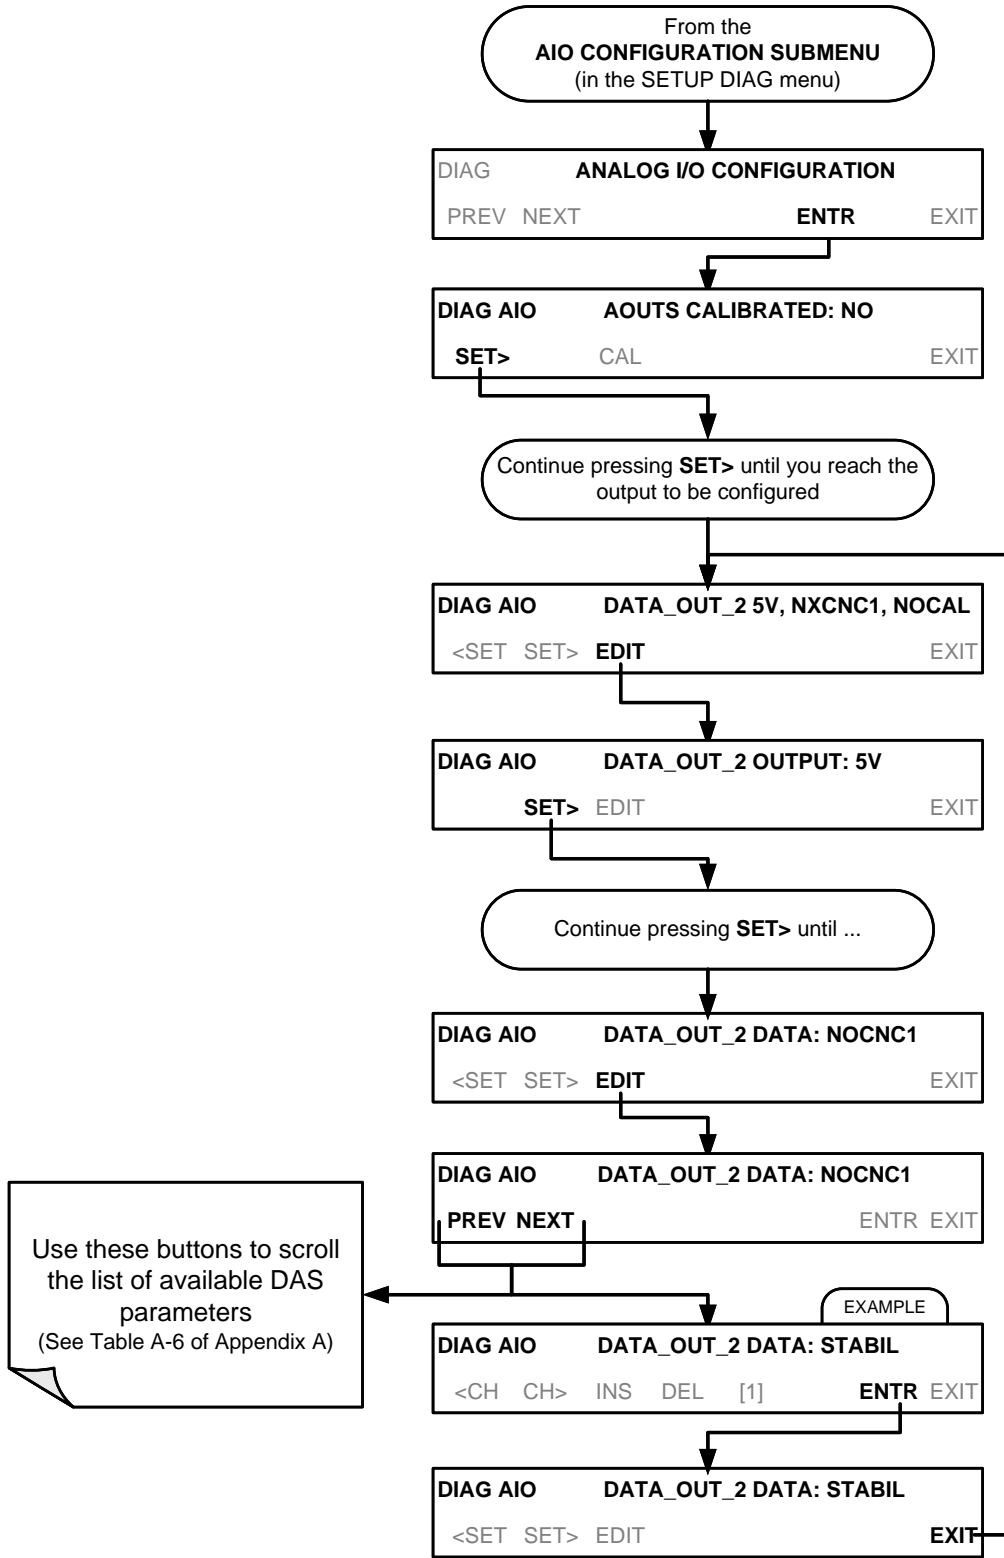 From the
AIO CONFIGURATION SUBMENU
(in the SETUP DIAG menu)
DIAG ANALOG I/O CONFIGURATION
PREV NEXT ENTR EXIT
DIAG AIO AOUTS CALIBRATED: NO
SET> CAL EXIT
Continue pressing SET> until you reach the
output to be configured
DIAG AIO DATA_OUT_2 5V, NXCNC1, NOCAL
<SET SET> EDIT EXIT
DIAG AIO DATA_OUT_2 OUTPUT: 5V
SET> EDIT EXIT
Continue pressing SET> until ...
DIAG AIO DATA_OUT_2 DATA: NOCNC1
<SET SET> EDIT EXIT
DIAG AIO DATA_OUT_2 DATA: NOCNC1
PREV NEXT ENTR EXIT
Use these buttons to scroll
the list of available DAS
parameters
(See Table A-6 of Appendix A)
EXAMPLE
DIAG AIO DATA_OUT_2 DATA: STABIL
<CH CH> INS DEL [1] ENTR EXIT
DIAG AIO DATA_OUT_2 DATA: STABIL
<SET SET> EDIT EXIT